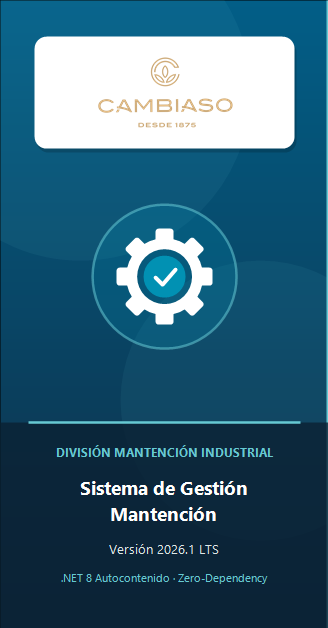 CAMBIASO
DESDE 1875
DIVISIÓN MANTENCIÓN INDUSTRIAL
Sistema de Gestión
Mantención
Versión 2026.1 LTS
.NET 8 Autocontenido · Zero-Dependency